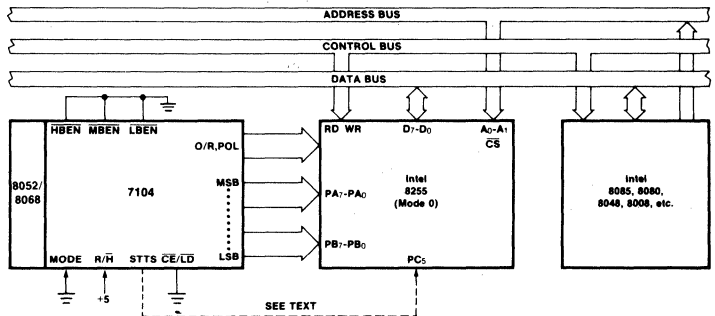 ADDRESS BUS
CONTROL BUS
DATA BUS
HBEN MBEN LBEN
O/R,POL
8052/
8068
7104
MSB
LSB
MODE R/H STTS CE/LD
+5
RD WR D7-D0 A0-A1
CS
Intel
8255
(Mode 0)
PA7-PA0
PB7-PB0
PC5
Intel
8085, 8080,
8048, 8008, etc.
SEE TEXT